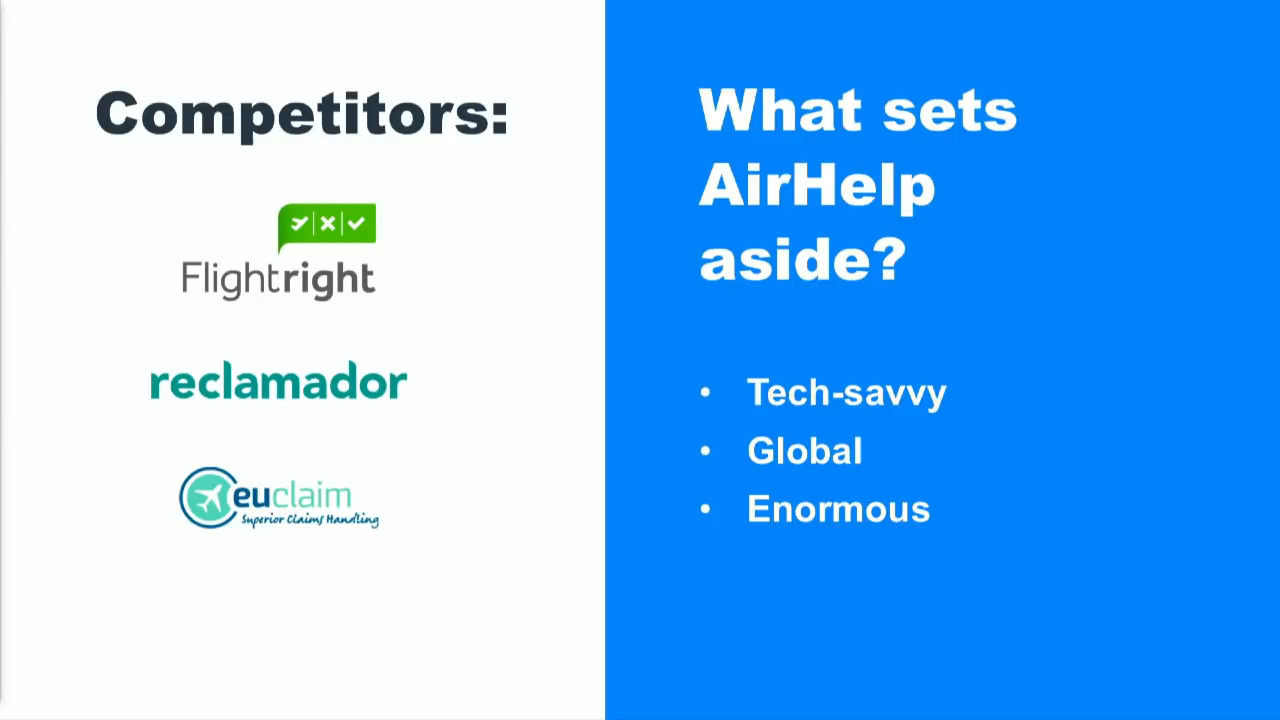 Competitors:
Flightright
reclamador
euclaim
Superior Claims Handling
What sets
AirHelp
aside?
• Tech-savvy
• Global
• Enormous